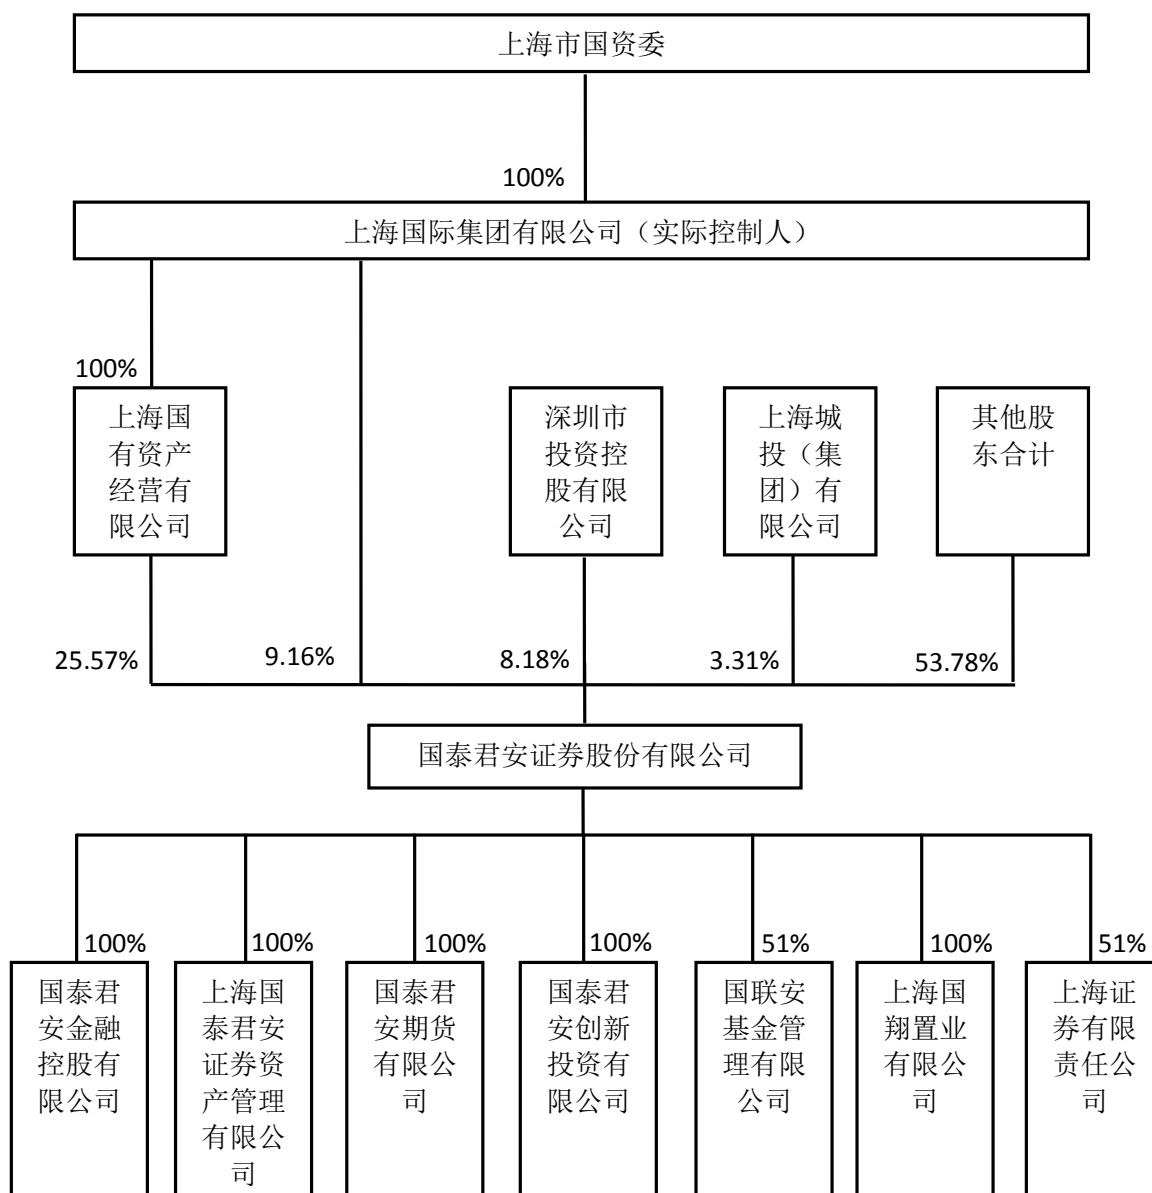 上海市国资委
100%
上海国际集团有限公司（实际控制人）
100%
上海国
有资产
经营有
限公司
深圳市
投资控
股有限
公司
上海城
投（集
团）有
限公司
其他股
东合计
25.57%
9.16%
8.18%
3.31%
53.78%
国泰君安证券股份有限公司
100%
100%
100%
100%
51%
100%
51%
国泰君
安金融
控股有
限公司
上海国
泰君安
证券资
产管理
有限公
司
国泰君
安期货
有限公
司
国泰君
安创新
投资有
限公司
国联安
基金管
理有限
公司
上海国
翔置业
有限公
司
上海证
券有限
责任公
司